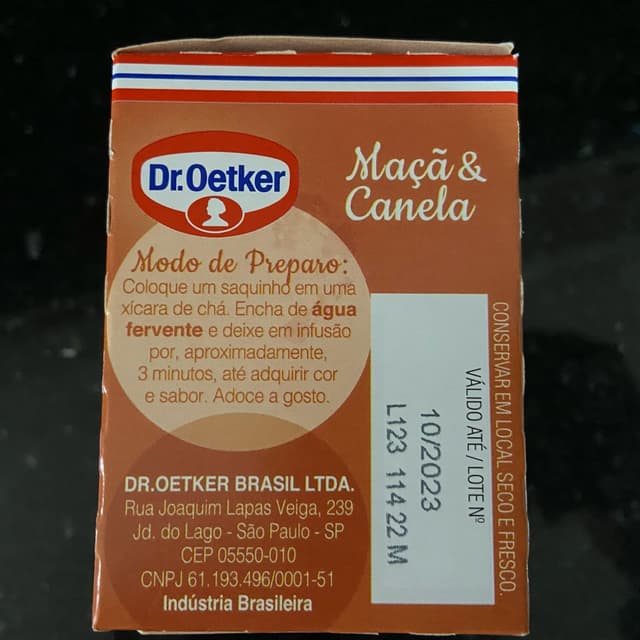 Dr.Oetker
Maçã &
Canela
Modo de Preparo:
Coloque um saquinho em uma
xícara de chá. Encha de água
fervente e deixe em infusão
por, aproximadamente,
3 minutos, até adquirir cor
e sabor. Adoce a gosto.
DR.OETKER BRASIL LTDA.
Rua Joaquim Lapas Veiga, 239
Jd. do Lago - São Paulo - SP
CEP 05550-010
CNPJ 61.193.496/0001-51
Indústria Brasileira
CONSERVAR EM LOCAL SECO E FRESCO.
VÁLIDO ATÉ / LOTE Nº
10/2023
L123 114 22 M